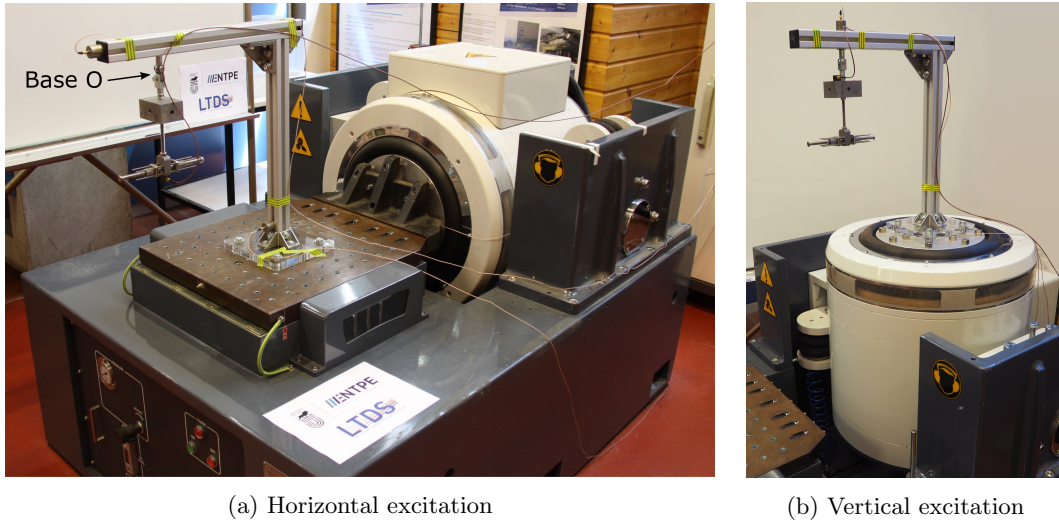 Base O
ENTPE
LTDS
ENTPE
LTDS
(a) Horizontal excitation
(b) Vertical excitation